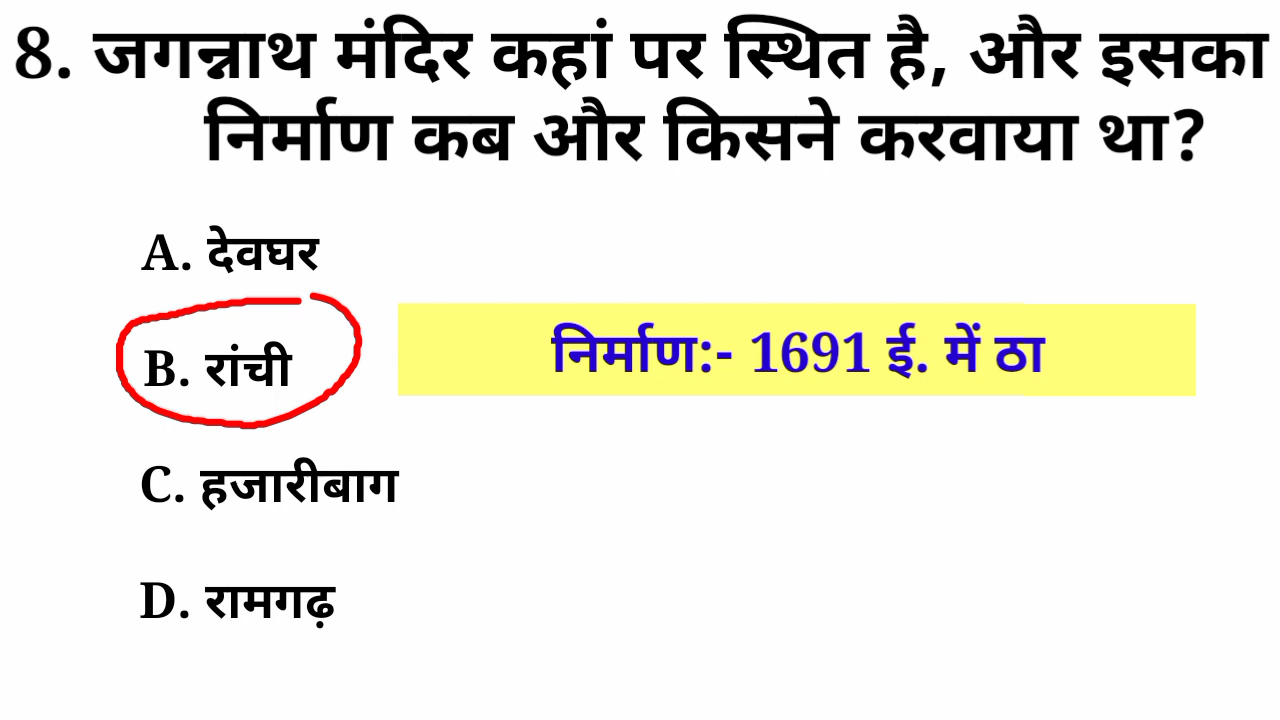 8. जगन्नाथ मंदिर कहां पर स्थित है, और इसका
निर्माण कब और किसने करवाया था?
A. देवघर
B. रांची
निर्माण:- 1691 ई. में ठा
C. हजारीबाग
D. रामगढ़